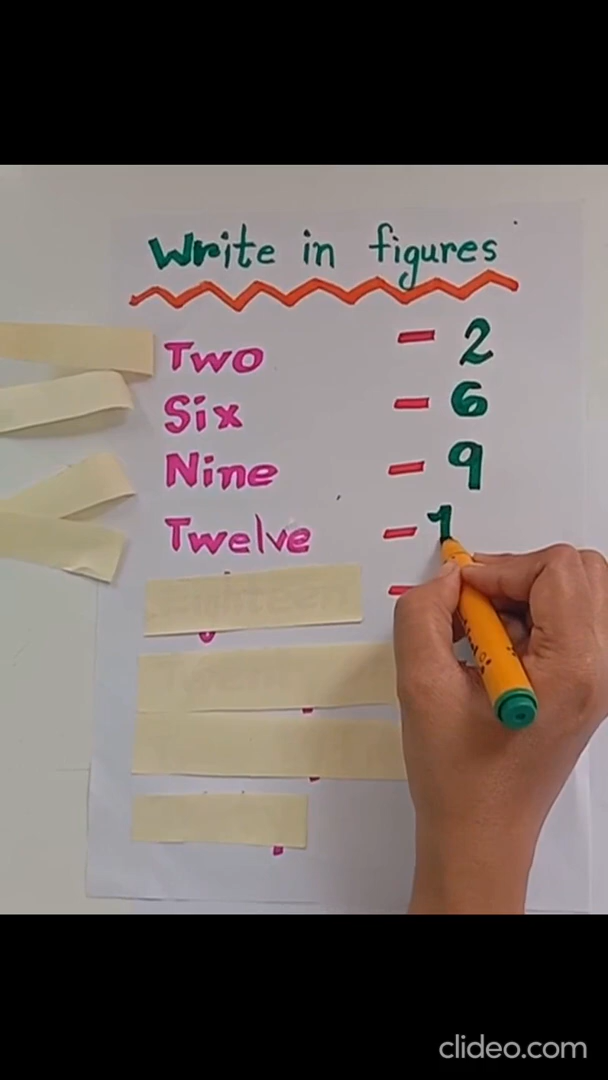 Write in figures
Two - 2
Six - 6
Nine - 9
Twelve - 1
-
clideo.com